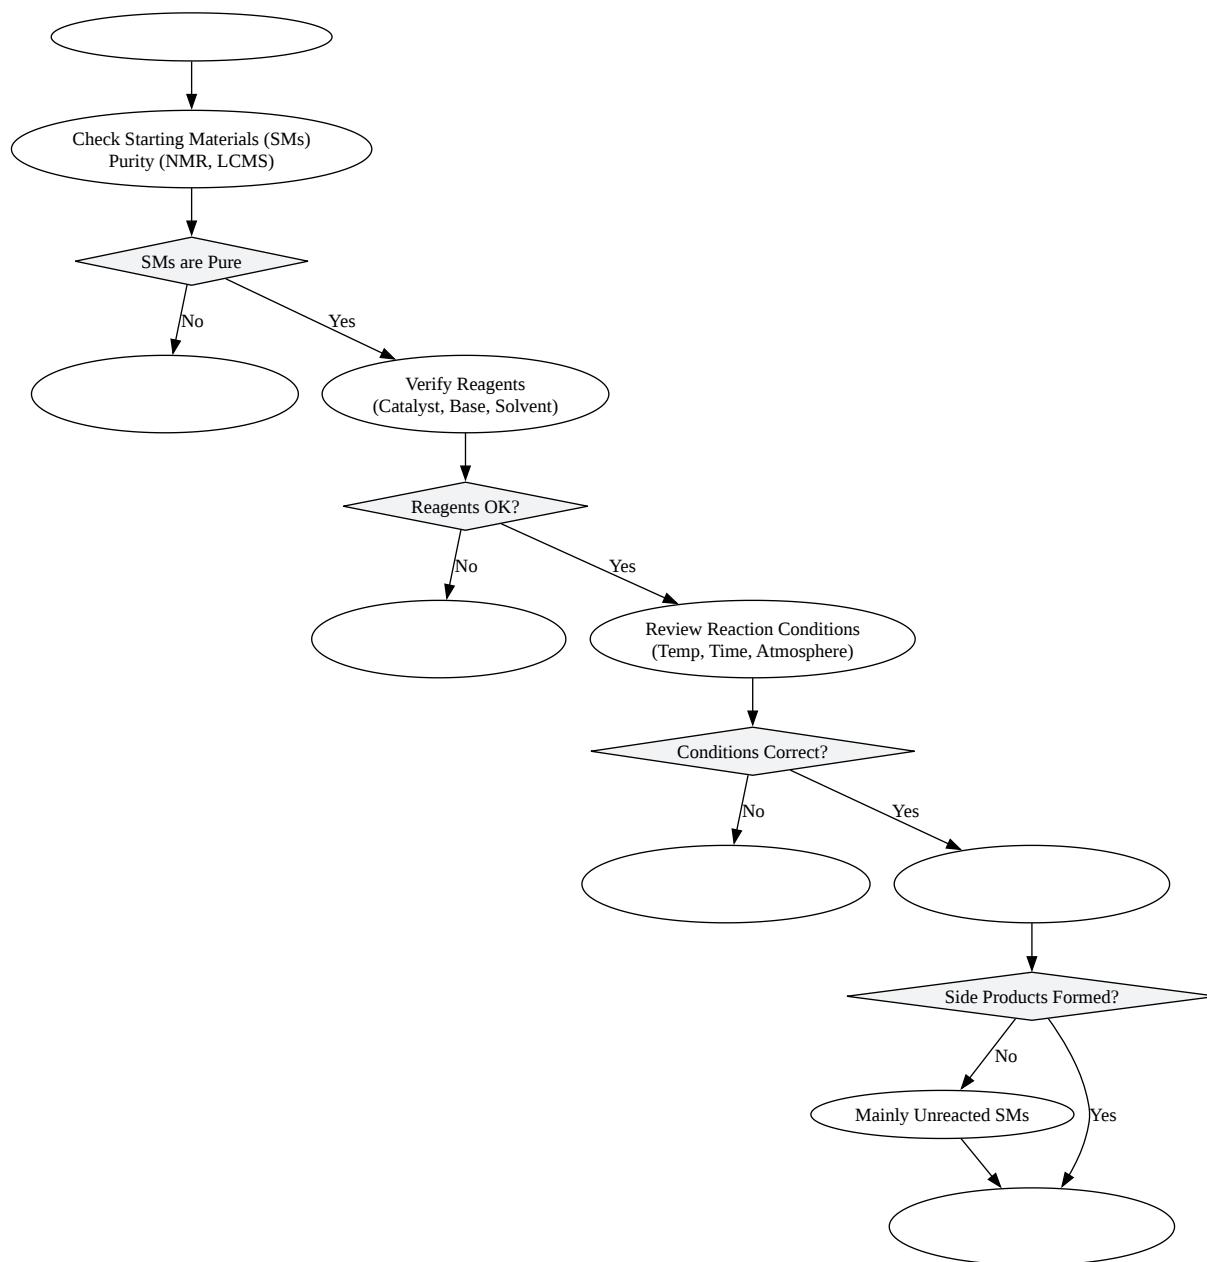 Check Starting Materials (SMs)
Purity (NMR, LCMS)
SMs are Pure
No
Yes
Verify Reagents
(Catalyst, Base, Solvent)
Reagents OK?
No
Yes
Review Reaction Conditions
(Temp, Time, Atmosphere)
Conditions Correct?
No
Yes
Side Products Formed?
No
Mainly Unreacted SMs
Yes